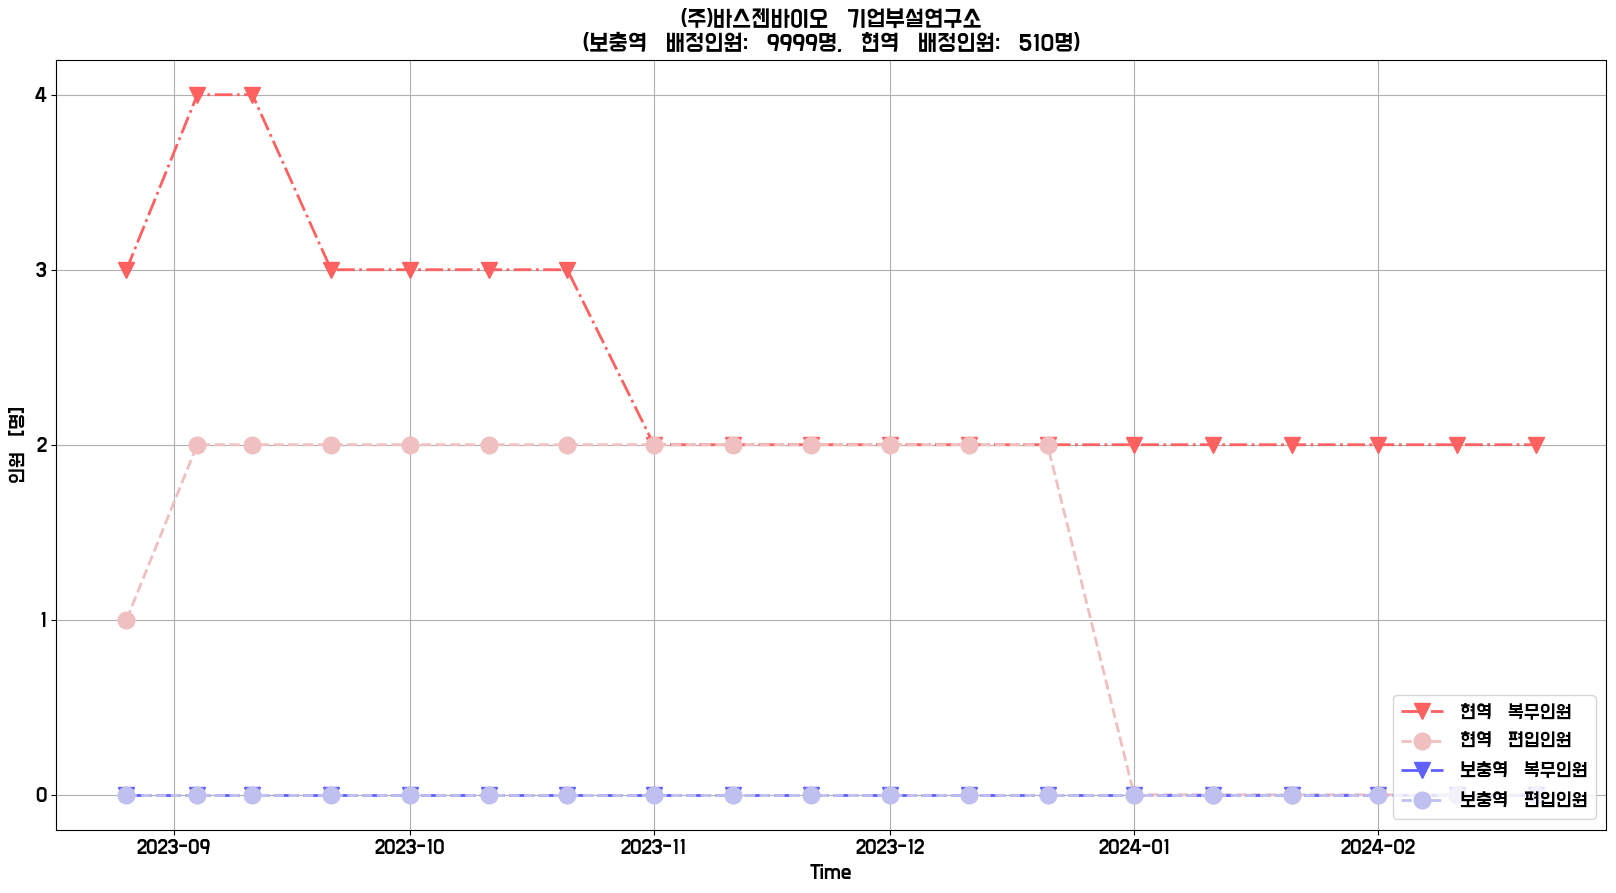 (주)바스젠바이오 기업부설연구소
(보충역 배정인원: 9999명, 현역 배정인원: 510명)
4
3
2
1
0
인원 [명]
2023-09 2023-10 2023-11 2023-12 2024-01 2024-02
Time
현역 복무인원
현역 편입인원
보충역 복무인원
보충역 편입인원